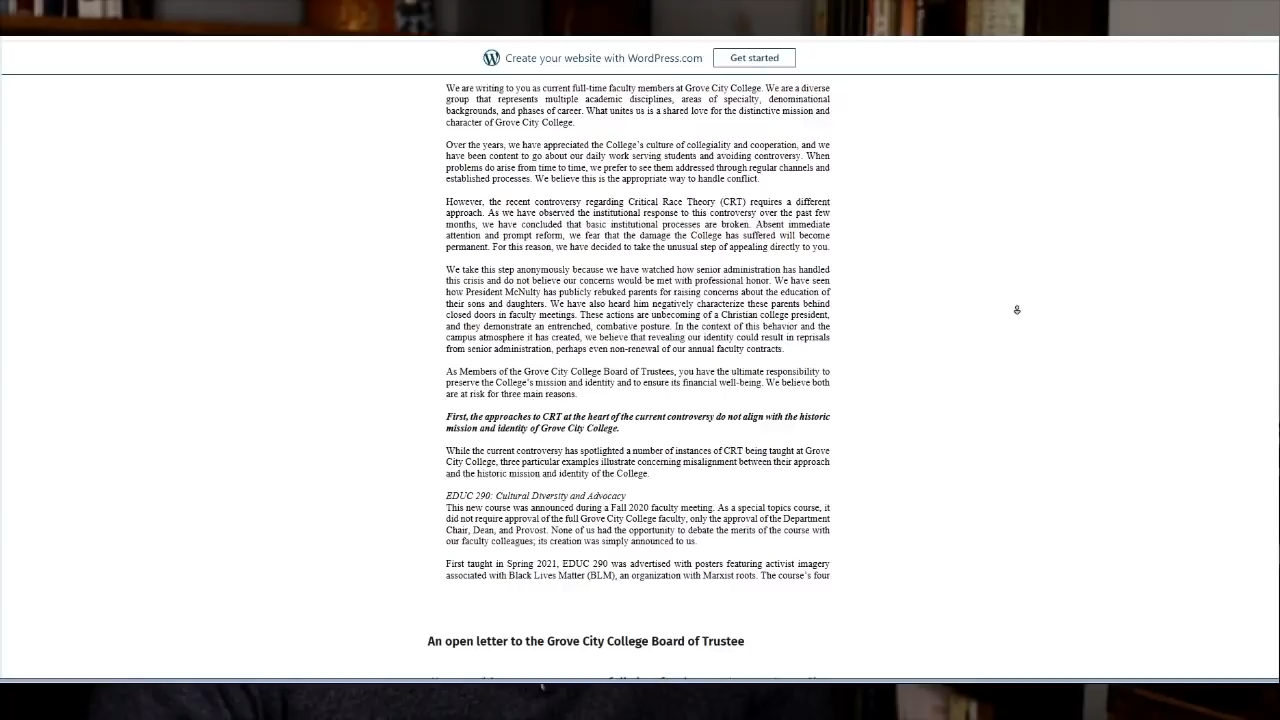 Create your website with WordPress.com
Get started
We are writing to you as current full-time faculty members at Grove City College. We are a diverse
group that represents multiple academic disciplines, areas of specialty, denominational
backgrounds, and phases of career. What unites us is a shared love for the distinctive mission and
character of Grove City College.
Over the years, we have appreciated the College's culture of collegiality and cooperation, and we
have been content to go about our daily work serving students and avoiding controversy. When
problems do arise from time to time, we prefer to see them addressed through regular channels and
established processes. We believe this is the appropriate way to handle conflict.
However, the recent controversy regarding Critical Race Theory (CRT) requires a different
approach. As we have observed the institutional response to this controversy over the past few
months, we have concluded that basic institutional processes are broken. Absent immediate
attention and prompt reform, we fear that the damage the College has suffered will become
permanent. For this reason, we have decided to take the unusual step of appealing directly to you.
We take this step anonymously because we have watched how senior administration has handled
this crisis and do not believe our concerns would be met with professional honor. We have seen
how President McNulty has publicly rebuked parents for raising concerns about the education of
their sons and daughters. We have also heard him negatively characterize these parents behind
closed doors in faculty meetings. These actions are unbecoming of a Christian college president,
and they demonstrate an entrenched, combative posture. In the context of this behavior and the
campus atmosphere it has created, we believe that revealing our identity could result in reprisals
from senior administration, perhaps even non-renewal of our annual faculty contracts.
As Members of the Grove City College Board of Trustees, you have the ultimate responsibility to
preserve the College's mission and identity and to ensure its financial well-being. We believe both
are at risk for three main reasons.
First, the approaches to CRT at the heart of the current controversy do not align with the historic
mission and identity of Grove City College.
While the current controversy has spotlighted a number of instances of CRT being taught at Grove
City College, three particular examples illustrate concerning misalignment between their approach
and the historic mission and identity of the College.
EDUC 290: Cultural Diversity and Advocacy
This new course was announced during a Fall 2020 faculty meeting. As a special topics course, it
did not require approval of the full Grove City College faculty, only the approval of the Department
Chair, Dean, and Provost. None of us had the opportunity to debate the merits of the course with
our faculty colleagues; its creation was simply announced to us.
First taught in Spring 2021, EDUC 290 was advertised with posters featuring activist imagery
associated with Black Lives Matter (BLM), an organization with Marxist roots. The course's four
An open letter to the Grove City College Board of Trustee